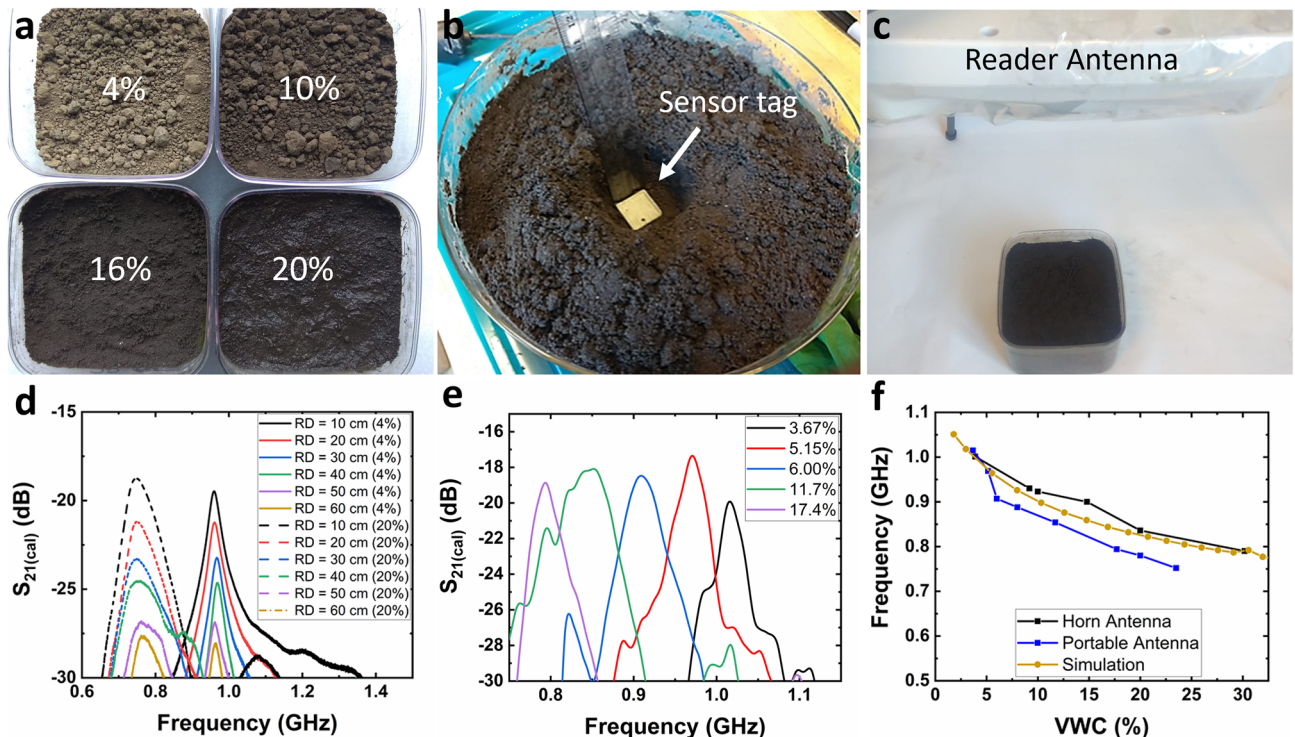 a
4%
10%
16%
20%
b
Sensor tag
c
Reader Antenna
d
S21(cal) (dB)
-15
-20
-25
-30
0.6
0.8
1.0
1.2
1.4
Frequency (GHz)
RD = 10 cm (4%)
RD = 20 cm (4%)
RD = 30 cm (4%)
RD = 40 cm (4%)
RD = 50 cm (4%)
RD = 60 cm (4%)
RD = 10 cm (20%)
RD = 20 cm (20%)
RD = 30 cm (20%)
RD = 40 cm (20%)
RD = 50 cm (20%)
RD = 60 cm (20%)
e
S21(cal) (dB)
-16
-18
-20
-22
-24
-26
-28
-30
0.8
0.9
1.0
1.1
Frequency (GHz)
3.67%
5.15%
6.00%
11.7%
17.4%
f
Frequency (GHz)
1.1
1.0
0.9
0.8
0.7
0.6
0.5
0
5
10
15
20
25
30
VWC (%)
Horn Antenna
Portable Antenna
Simulation